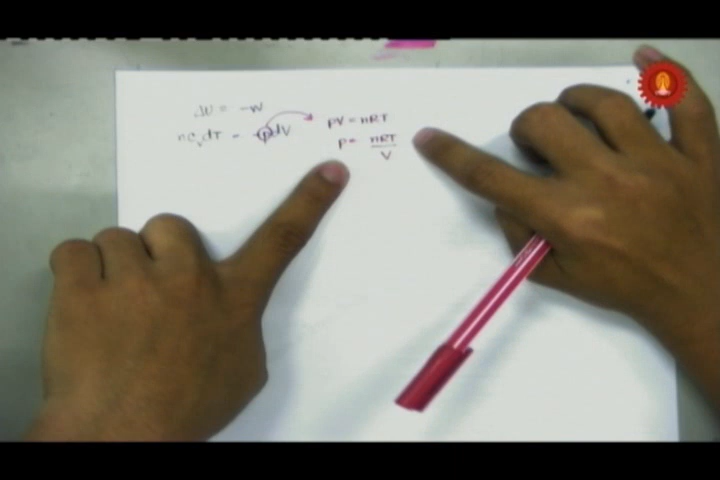 dU = -W
nCᵥdT = -pdV
PV = nRT
P = nRT/V